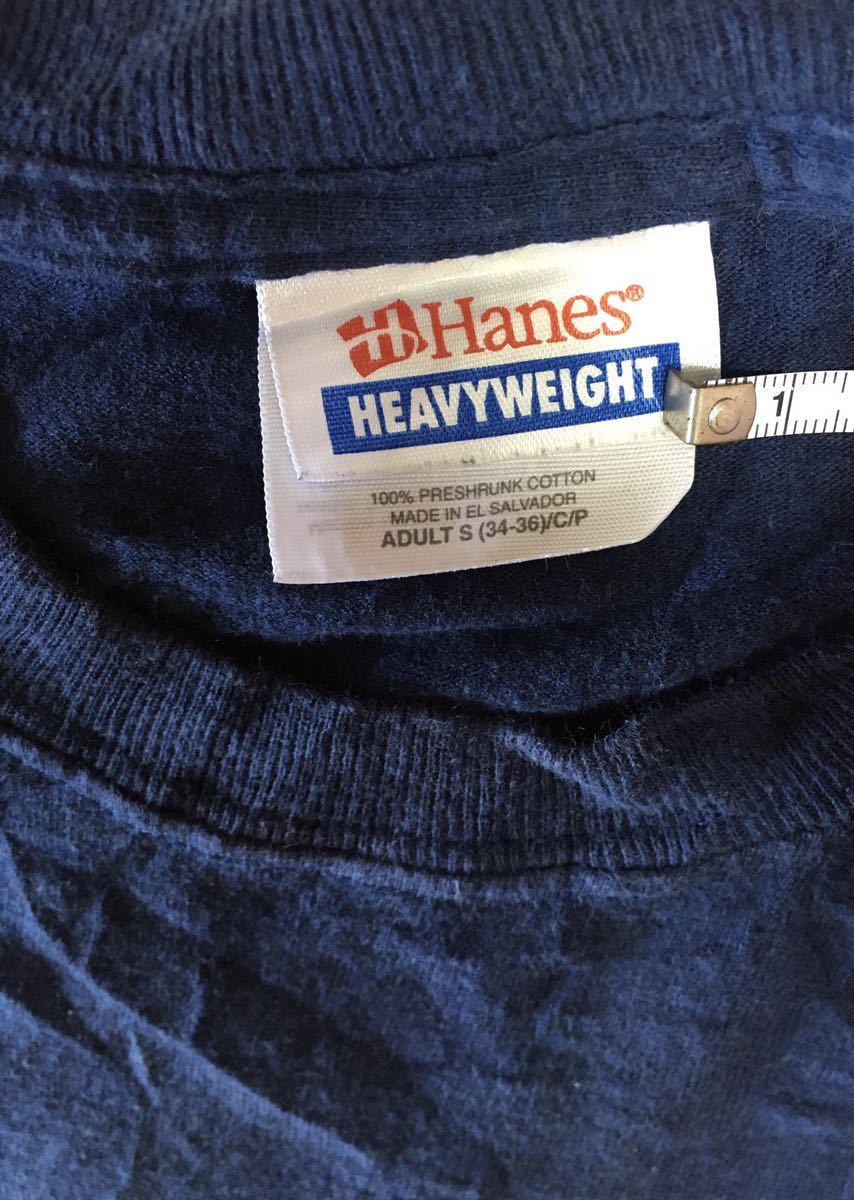 Hanes®
HEAVYWEIGHT
1
100% PRESHRUNK COTTON
MADE IN EL SALVADOR
ADULT S (34-36)/C/P